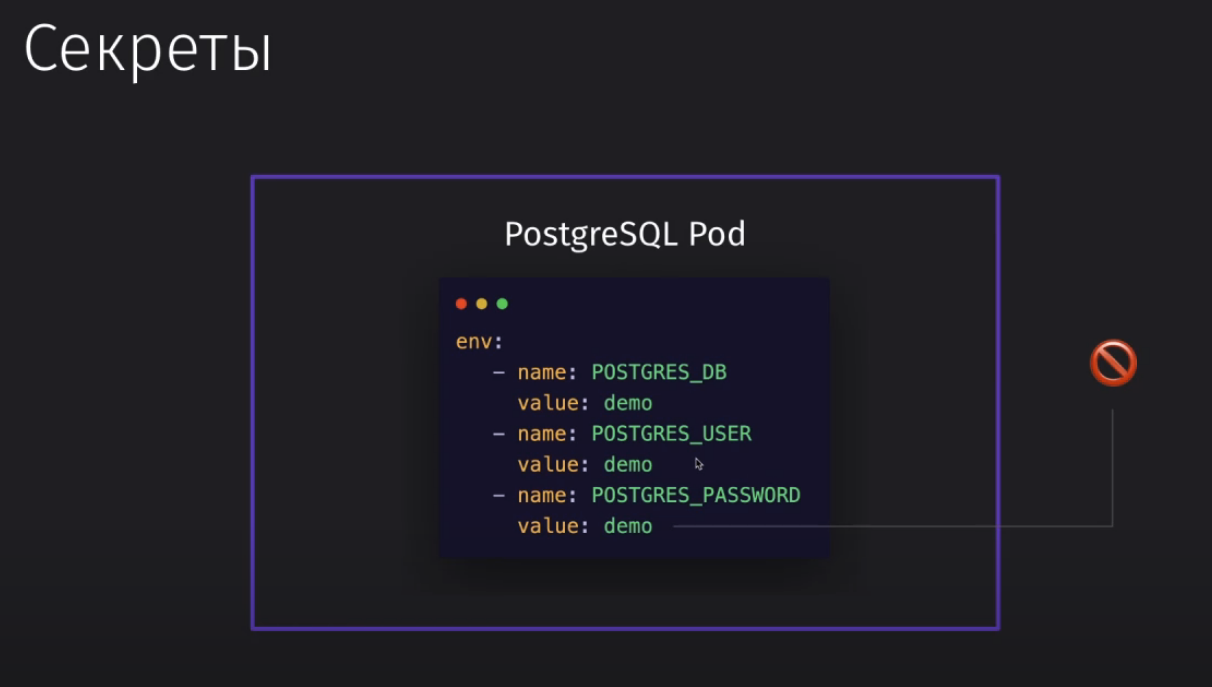 Секреты
PostgreSQL Pod
env:
– name: POSTGRES_DB
value: demo
– name: POSTGRES_USER
value: demo
– name: POSTGRES_PASSWORD
value: demo